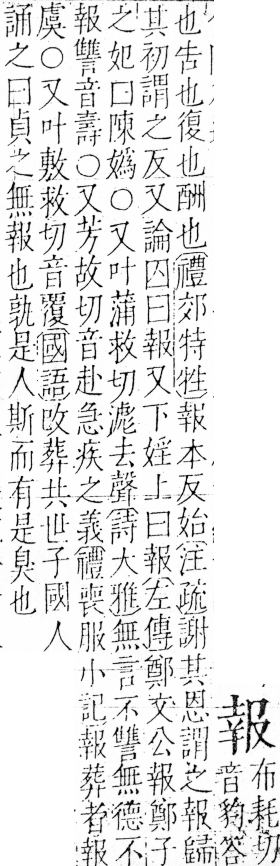 報
布耗切
音豹答
也告也復也酬也禮郊特牲報本反始注疏謝其恩謂之報歸
其初謂之反又論囚曰報又下婬上曰報左傳鄭文公報鄭子
之妃曰陳嬀○又叶蒲救切滮去聲詩大雅無言不讐無德不
報讐音壽○又芳故切音赴急疾之義禮喪服小記報葬者報
虞○又叶敷救切音覆國語改葬共世子國人
誦之曰貞之無報也孰是人斯而有是臭也